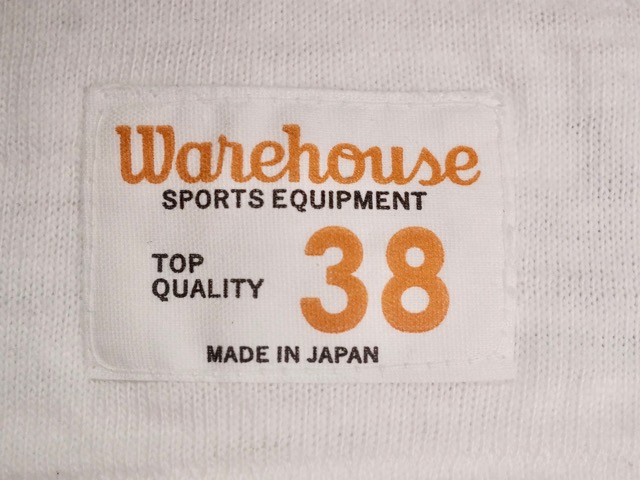 Warehouse
SPORTS EQUIPMENT
TOP
QUALITY
38
MADE IN JAPAN